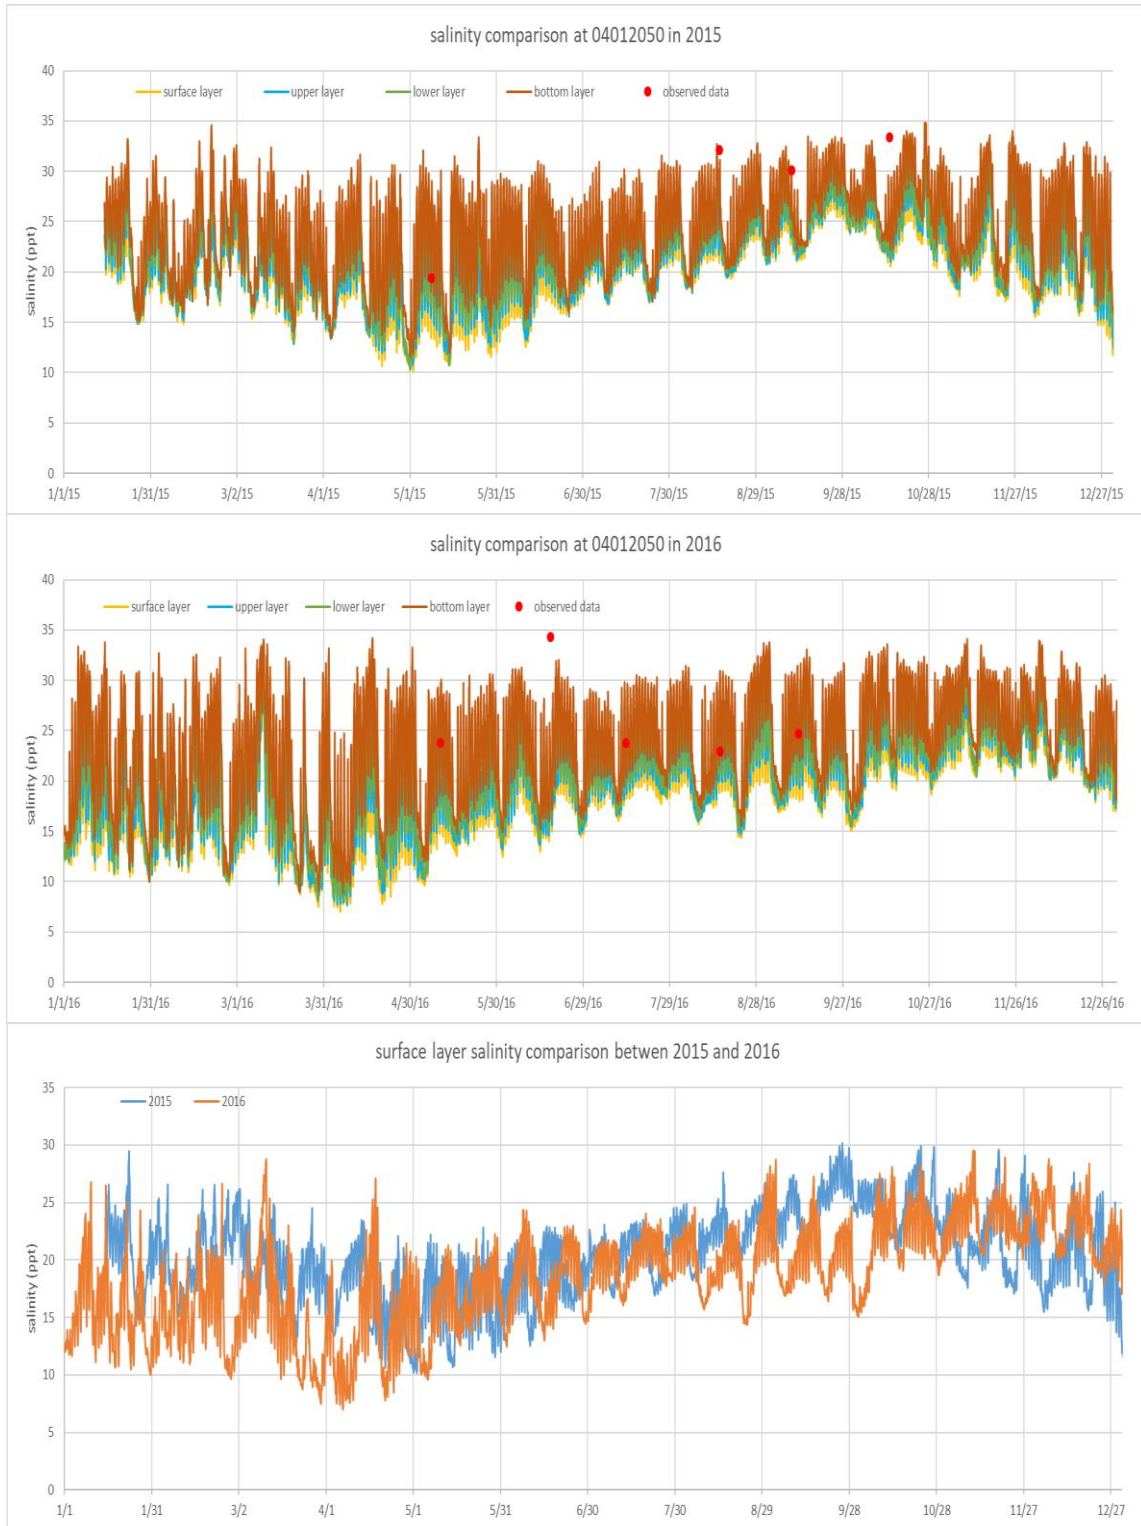 salinity comparison at 04012050 in 2015
40
surface layer upper layer lower layer bottom layer observed data
35
30
25
20
15
10
5
0
salinity (ppt)
1/1/15 1/31/15 3/2/15 4/1/15 5/1/15 5/31/15 6/30/15 7/30/15 8/29/15 9/28/15 10/28/15 11/27/15 12/27/15
salinity comparison at 04012050 in 2016
40
surface layer upper layer lower layer bottom layer observed data
35
30
25
20
15
10
5
0
salinity (ppt)
1/1/16 1/31/16 3/1/16 3/31/16 4/30/16 5/30/16 6/29/16 7/29/16 8/28/16 9/27/16 10/27/16 11/26/16 12/26/16
surface layer salinity comparison betwen 2015 and 2016
35
2015 2016
30
25
20
15
10
5
0
salinity (ppt)
1/1 1/31 3/2 4/1 5/1 5/31 6/30 7/30 8/29 9/28 10/28 11/27 12/27